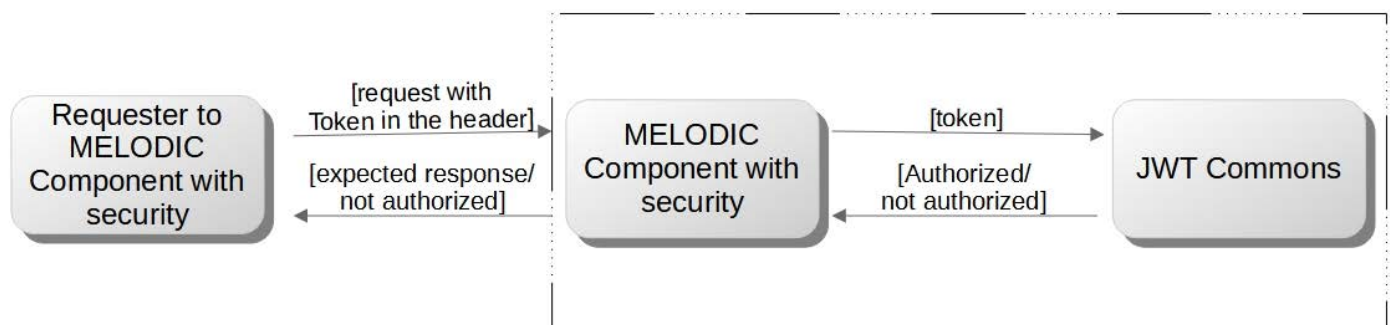 Requester to
MELODIC
Component with
security
[request with
Token in the header]
[expected response/
not authorized]
MELODIC
Component with
security
[token]
[Authorized/
not authorized]
JWT Commons